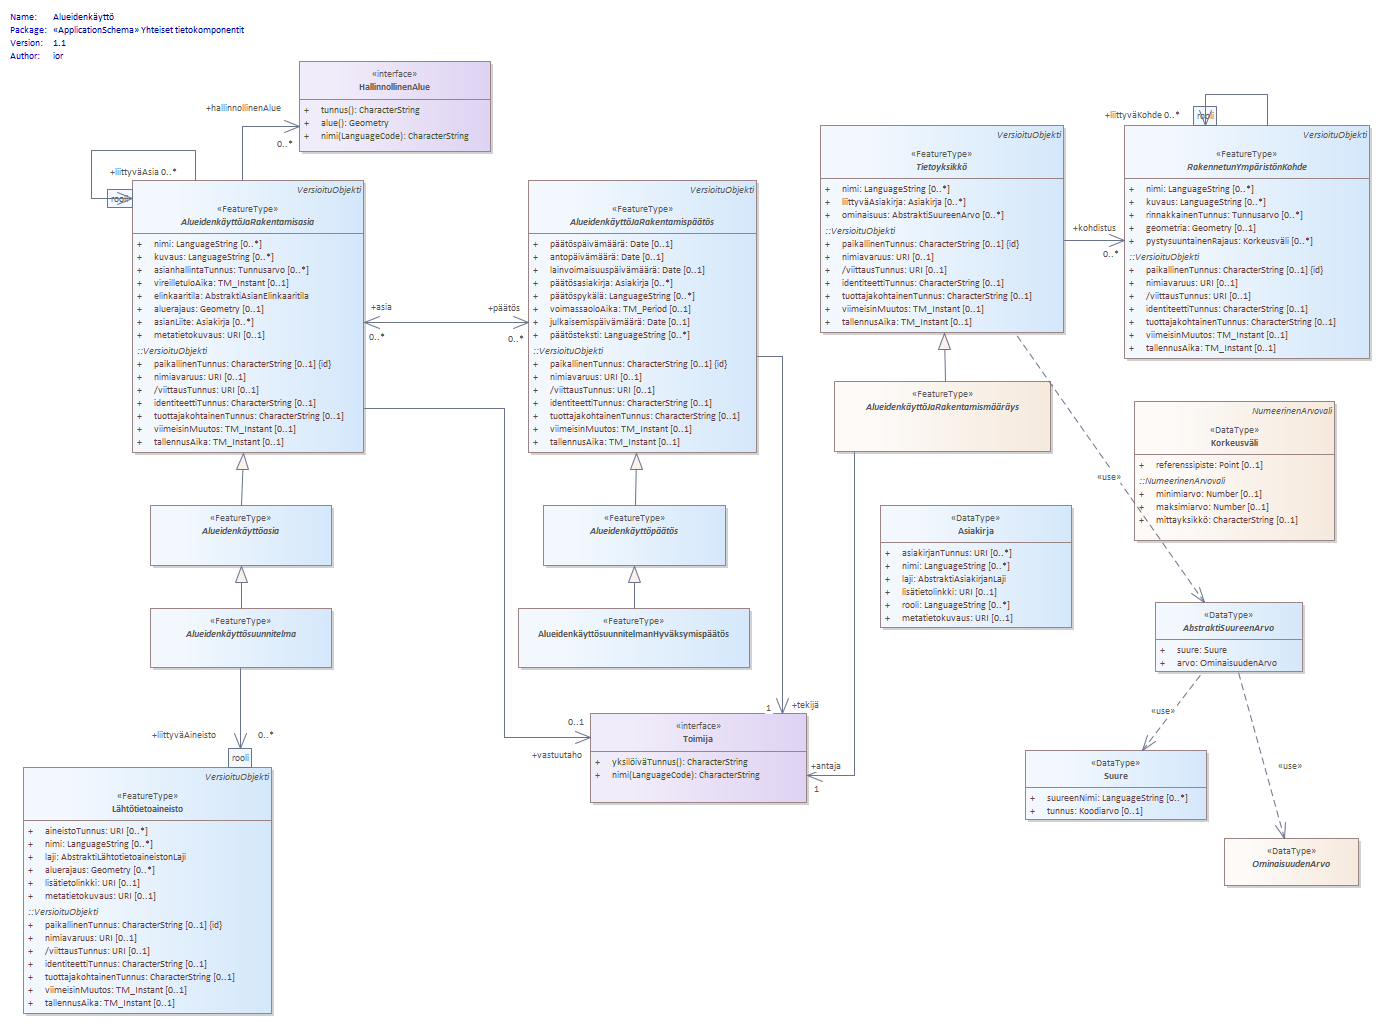 Name: Alueidenkäyttö
Package: «ApplicationSchema» Yhteiset tietokomponentit
Version: 1.1
Author: ior
«interface»
HallinnollinenAlue
+ tunnus(): CharacterString
+ alue(): Geometry
+ nimi(LanguageCode): CharacterString
+hallinnollinenAlue
0..*
+liittyväAsia 0..*
rooli
VersioituObjekti
«FeatureType»
AlueidenkäyttöJaRakentamisasia
+ nimi: LanguageString [0..*]
+ kuvaus: LanguageString [0..*]
+ asianhallintaTunnus: Tunnusarvo [0..*]
+ vireilletuloAika: TM_Instant [0..1]
+ elinkaaritila: AbstraktiAsianElinkaaritila
+ aluerajaus: Geometry [0..1]
+ asianLiite: Asiakirja [0..*]
+ metatietokuvaus: URI [0..1]
::VersioituObjekti
+ paikallinenTunnus: CharacterString [0..1] {id}
+ nimiavaruus: URI [0..1]
+ /viittausTunnus: URI [0..1]
+ identiteettiTunnus: CharacterString [0..1]
+ tuottajakohtainenTunnus: CharacterString [0..1]
+ viimeisinMuutos: TM_Instant [0..1]
+ tallennusAika: TM_Instant [0..1]
+asia
0..*
+päätös
0..*
VersioituObjekti
«FeatureType»
AlueidenkäyttöJaRakentamispäätös
+ päätöspäivämäärä: Date [0..1]
+ antopäivämäärä: Date [0..1]
+ lainvoimaisuuspäivämäärä: Date [0..1]
+ päätösasiakirja: Asiakirja [0..*]
+ päätöspykälä: LanguageString [0..*]
+ voimassaoloAika: TM_Period [0..1]
+ julkaisemispäivämäärä: Date [0..1]
+ päätösteksti: LanguageString [0..*]
::VersioituObjekti
+ paikallinenTunnus: CharacterString [0..1] {id}
+ nimiavaruus: URI [0..1]
+ /viittausTunnus: URI [0..1]
+ identiteettiTunnus: CharacterString [0..1]
+ tuottajakohtainenTunnus: CharacterString [0..1]
+ viimeisinMuutos: TM_Instant [0..1]
+ tallennusAika: TM_Instant [0..1]
VersioituObjekti
«FeatureType»
Tietoyksikkö
+ nimi: LanguageString [0..*]
+ liittyväAsiakirja: Asiakirja [0..*]
+ ominaisuus: AbstraktiSuureenArvo [0..*]
::VersioituObjekti
+ paikallinenTunnus: CharacterString [0..1] {id}
+ nimiavaruus: URI [0..1]
+ /viittausTunnus: URI [0..1]
+ identiteettiTunnus: CharacterString [0..1]
+ tuottajakohtainenTunnus: CharacterString [0..1]
+ viimeisinMuutos: TM_Instant [0..1]
+ tallennusAika: TM_Instant [0..1]
+kohdistus
0..*
+liittyväKohde 0..*
rooli
VersioituObjekti
«FeatureType»
RakennetunYmpäristönKohde
+ nimi: LanguageString [0..*]
+ kuvaus: LanguageString [0..*]
+ rinnakkainenTunnus: Tunnusarvo [0..*]
+ geometria: Geometry [0..1]
+ pystysuuntainenRajaus: Korkeusväli [0..*]
::VersioituObjekti
+ paikallinenTunnus: CharacterString [0..1] {id}
+ nimiavaruus: URI [0..1]
+ /viittausTunnus: URI [0..1]
+ identiteettiTunnus: CharacterString [0..1]
+ tuottajakohtainenTunnus: CharacterString [0..1]
+ viimeisinMuutos: TM_Instant [0..1]
+ tallennusAika: TM_Instant [0..1]
«FeatureType»
AlueidenkäyttöJaRakentamismääräys
NumeerinenArvovali
«DataType»
Korkeusväli
+ referenssipiste: Point [0..1]
::NumeerinenArvovali
+ minimiarvo: Number [0..1]
+ maksimiarvo: Number [0..1]
+ mittayksikkö: CharacterString [0..1]
«use»
«FeatureType»
Alueidenkäyttöasia
«FeatureType»
Alueidenkäyttöpäätös
«DataType»
Asiakirja
+ asiakirjanTunnus: URI [0..*]
+ nimi: LanguageString [0..*]
+ laji: AbstraktiAsiakirjanLaji
+ lisätietolinkki: URI [0..1]
+ rooli: LanguageString [0..*]
+ metatietokuvaus: URI [0..1]
«FeatureType»
Alueidenkäyttösuunnitelma
«FeatureType»
AlueidenkäyttösuunnitelmanHyväksymispäätös
«DataType»
AbstraktiSuureenArvo
+ suure: Suure
+ arvo: OminaisuudenArvo
«use»
«use»
+liittyväAineisto
0..*
rooli
0..1
+vastuutaho
1
+tekijä
+antaja
1
«interface»
Toimija
+ yksilöiväTunnus(): CharacterString
+ nimi(LanguageCode): CharacterString
«DataType»
Suure
+ suureenNimi: LanguageString [0..*]
+ tunnus: Koodiarvo [0..1]
«DataType»
OminaisuudenArvo
VersioituObjekti
«FeatureType»
Lähtötietoaineisto
+ aineistoTunnus: URI [0..*]
+ nimi: LanguageString [0..*]
+ laji: AbstraktiLähtotietoaineistonLaji
+ aluerajaus: Geometry [0..*]
+ lisätietolinkki: URI [0..1]
+ metatietokuvaus: URI [0..1]
::VersioituObjekti
+ paikallinenTunnus: CharacterString [0..1] {id}
+ nimiavaruus: URI [0..1]
+ /viittausTunnus: URI [0..1]
+ identiteettiTunnus: CharacterString [0..1]
+ tuottajakohtainenTunnus: CharacterString [0..1]
+ viimeisinMuutos: TM_Instant [0..1]
+ tallennusAika: TM_Instant [0..1]